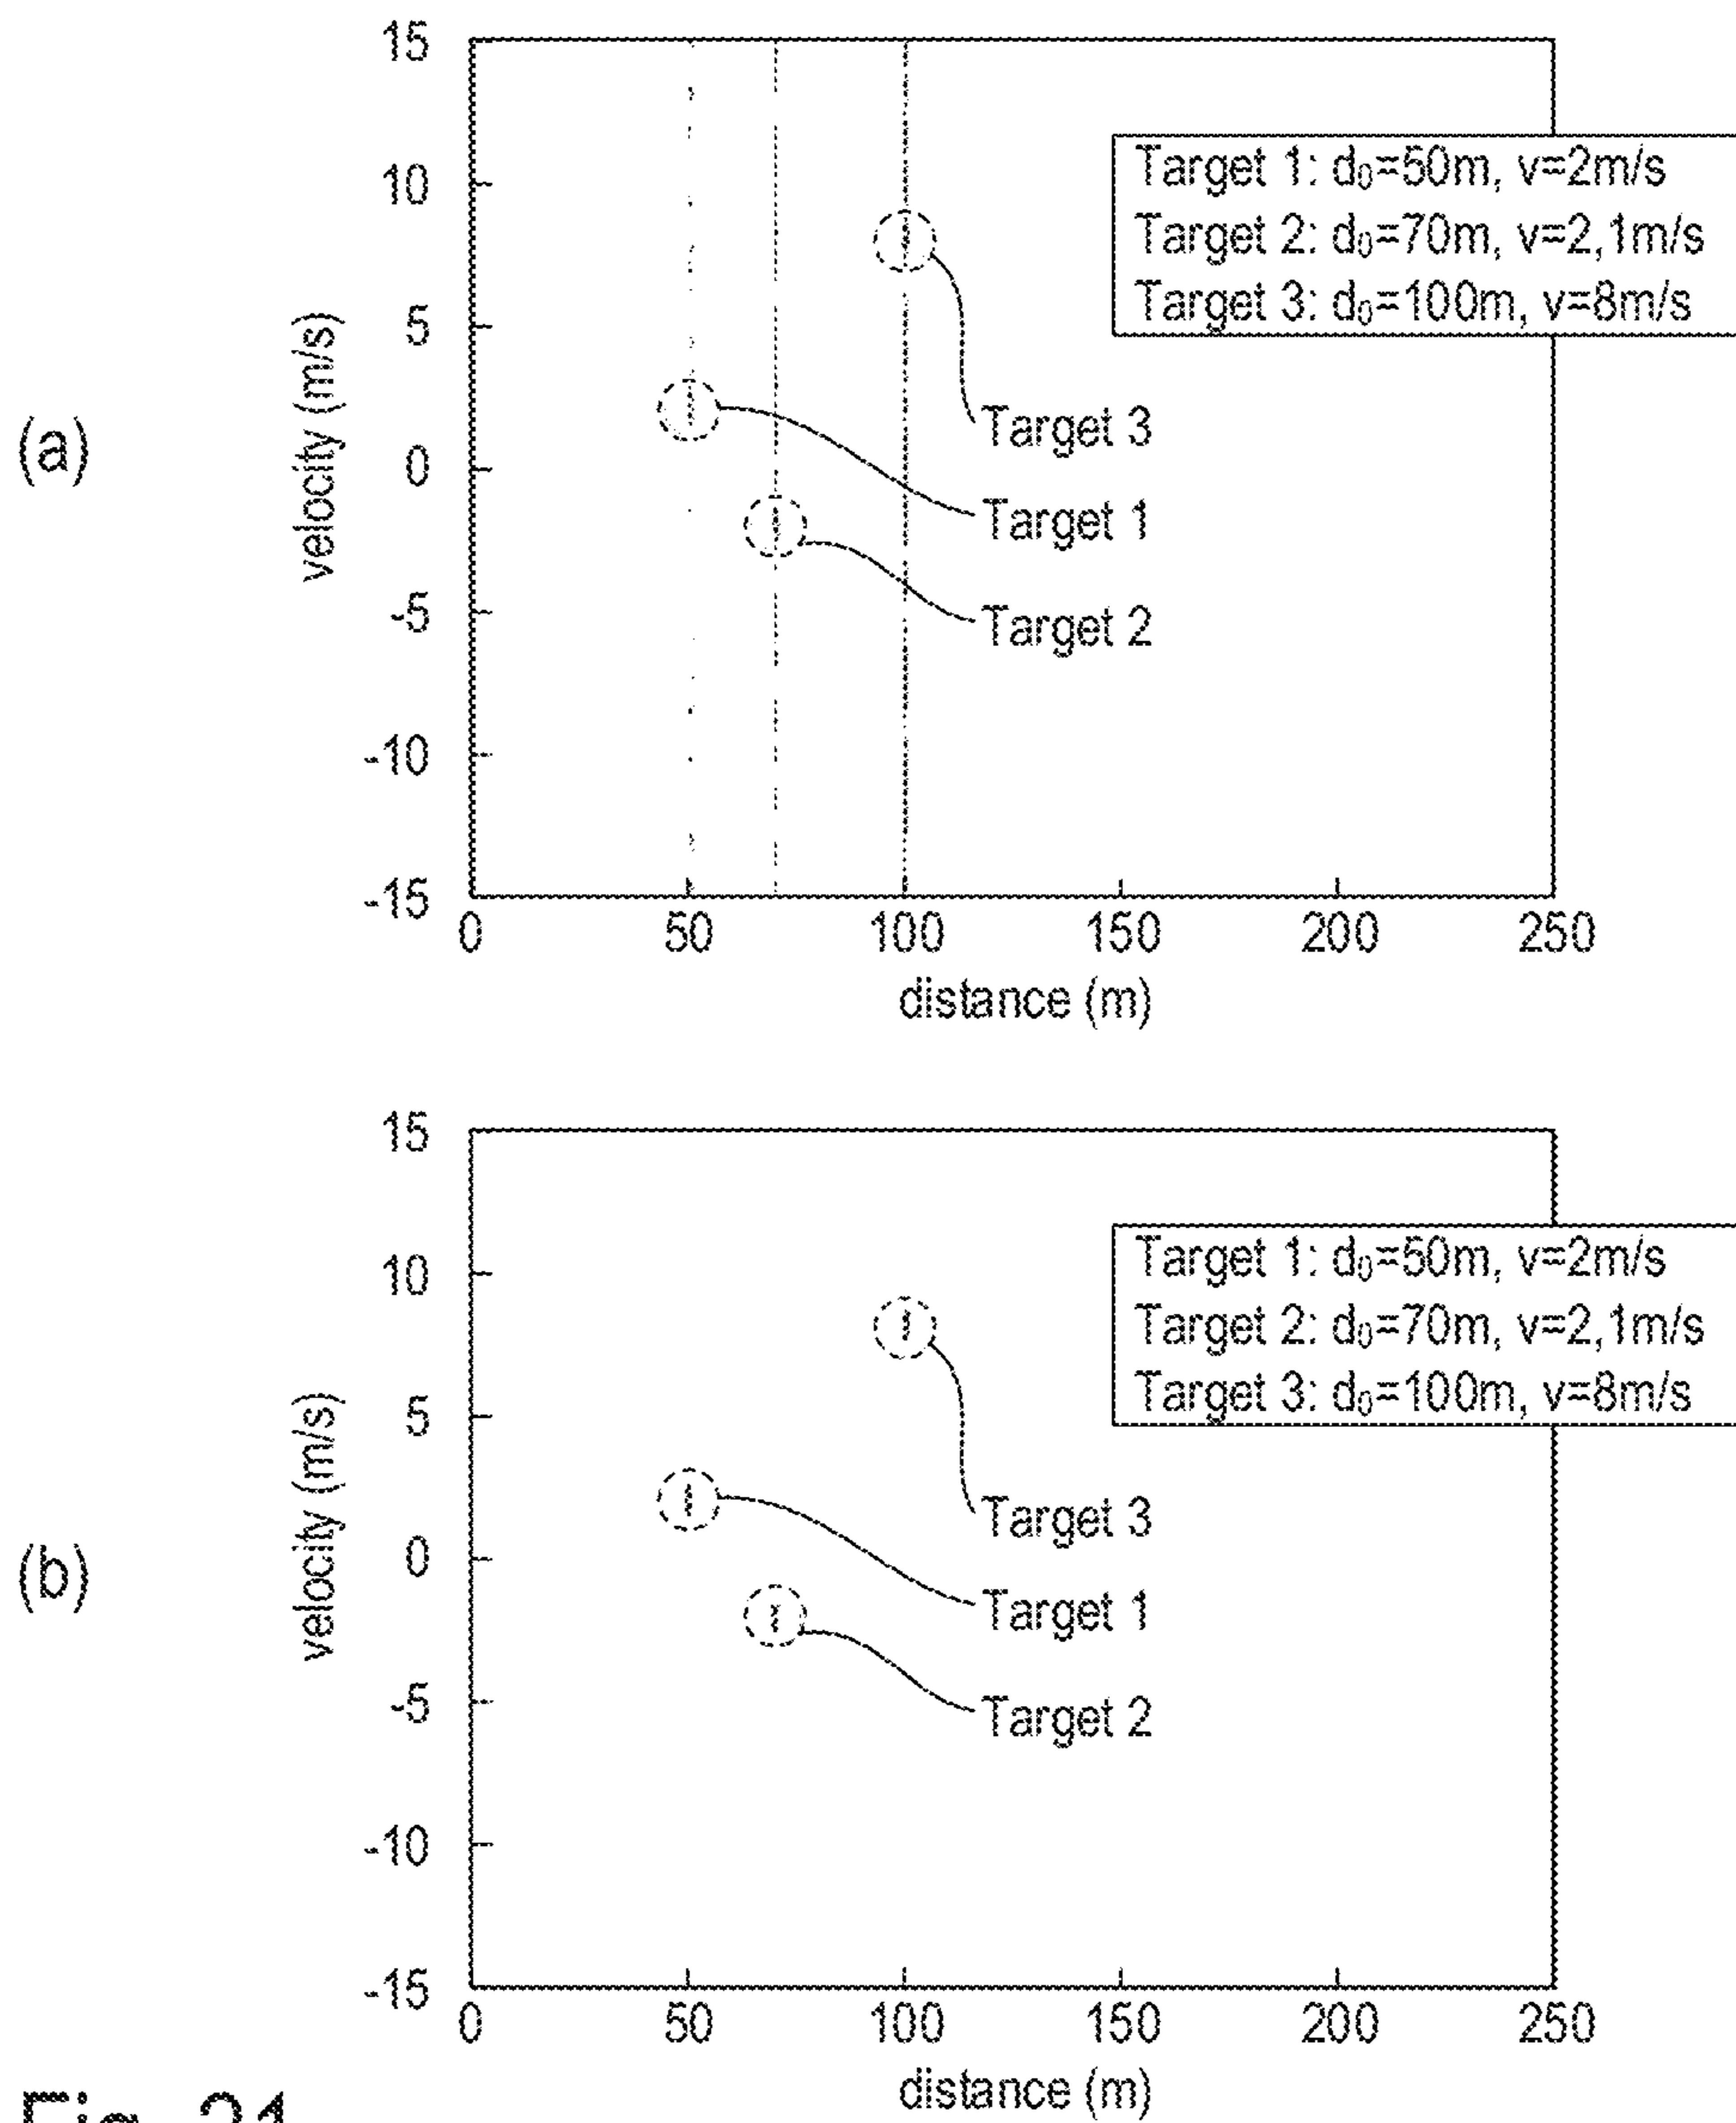 (a)
velocity (m/s)
15
10
5
0
-5
-10
-15
0 50 100 150 200 250
distance (m)
Target 1: d₀=50m, v=2m/s
Target 2: d₀=70m, v=2,1m/s
Target 3: d₀=100m, v=8m/s
Target 3
Target 1
Target 2
(b)
velocity (m/s)
15
10
5
0
-5
-10
-15
0 50 100 150 200 250
distance (m)
Target 1: d₀=50m, v=2m/s
Target 2: d₀=70m, v=2,1m/s
Target 3: d₀=100m, v=8m/s
Target 3
Target 1
Target 2
Fig. 21